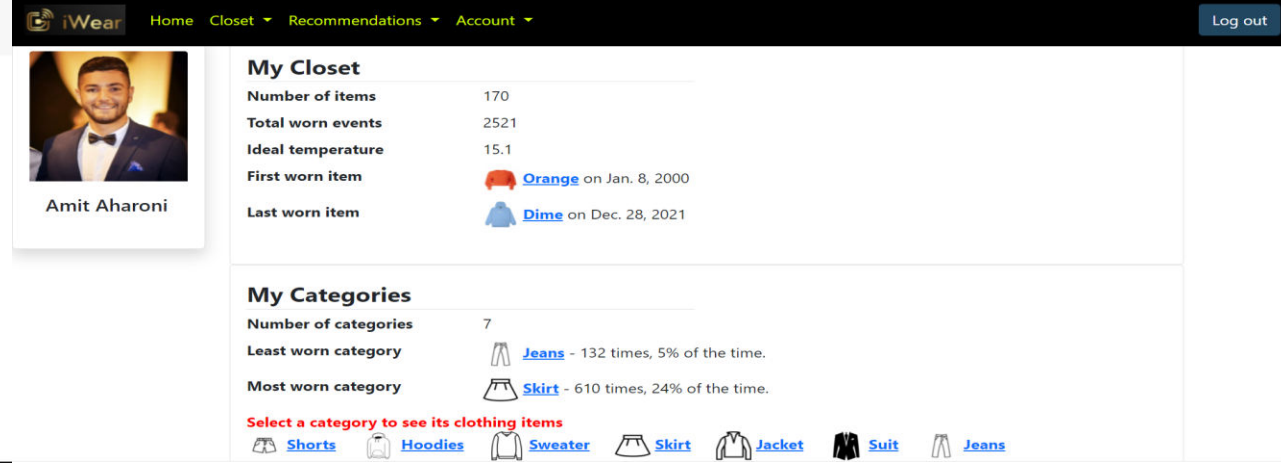 iWear Home Closet Recommendations Account Log out
Amit Aharoni
My Closet
Number of items 170
Total worn events 2521
Ideal temperature 15.1
First worn item Orange on Jan. 8, 2000
Last worn item Dime on Dec. 28, 2021
My Categories
Number of categories 7
Least worn category Jeans - 132 times, 5% of the time.
Most worn category Skirt - 610 times, 24% of the time.
Select a category to see its clothing items
Shorts Hoodies Sweater Skirt Jacket Suit Jeans